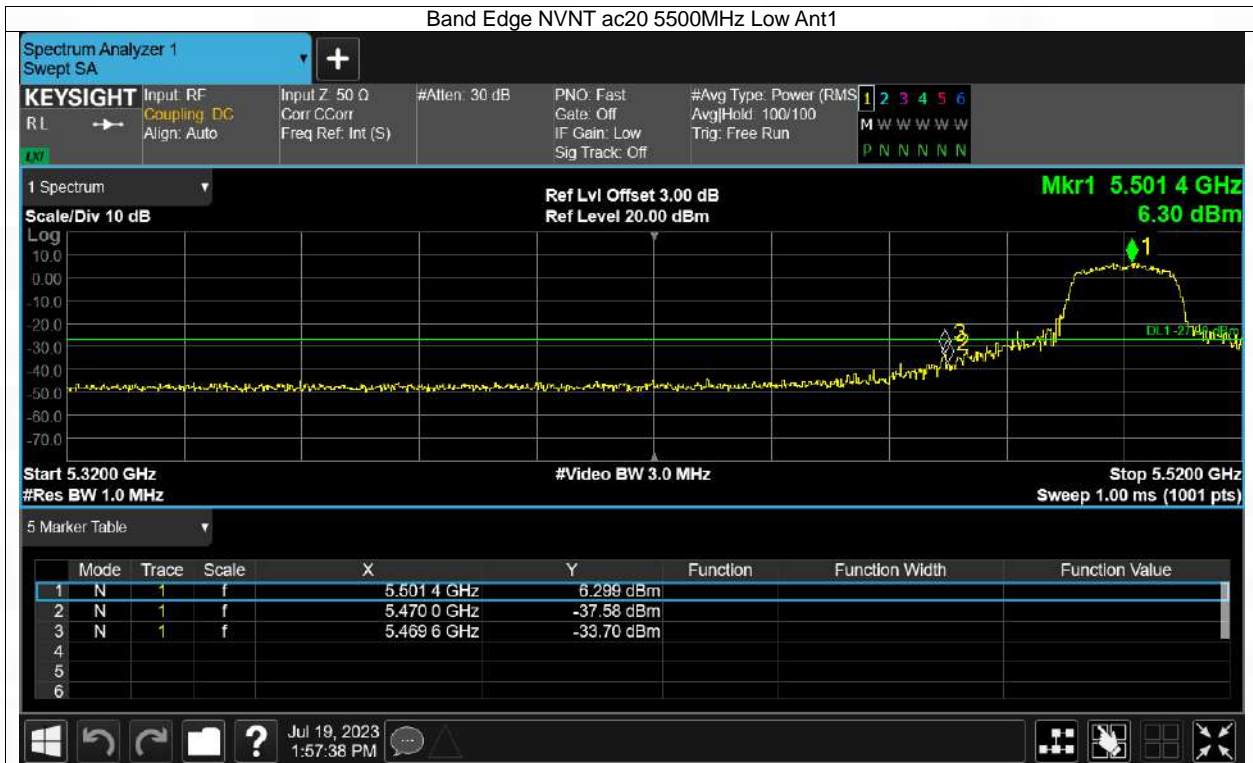 Band Edge NVNT ac20 5500MHz Low Ant1
Spectrum Analyzer 1
Swept SA
+
KEYSIGHT
RL
LXI
Input: RF
Coupling: DC
Align: Auto
Input Z: 50 Ω
Corr CCorr
Freq Ref: Int (S)
#Atten: 30 dB
PNO: Fast
Gate: Off
IF Gain: Low
Sig Track: Off
#Avg Type: Power (RMS
Avg|Hold: 100/100
Trig: Free Run
1 2 3 4 5 6
M W W W W W
P N N N N N
1 Spectrum
Scale/Div 10 dB
Ref Lvl Offset 3.00 dB
Ref Level 20.00 dBm
Mkr1 5.501 4 GHz
6.30 dBm
Log
10.0
0.00
-10.0
-20.0
-30.0
-40.0
-50.0
-60.0
-70.0
1
3
2
Start 5.3200 GHz
#Res BW 1.0 MHz
#Video BW 3.0 MHz
Stop 5.5200 GHz
Sweep 1.00 ms (1001 pts)
5 Marker Table
Mode Trace Scale X Y Function Function Width Function Value
1 N 1 f 5.501 4 GHz 6.299 dBm
2 N 1 f 5.470 0 GHz -37.58 dBm
3 N 1 f 5.469 6 GHz -33.70 dBm
4
5
6
?
Jul 19, 2023
1:57:38 PM